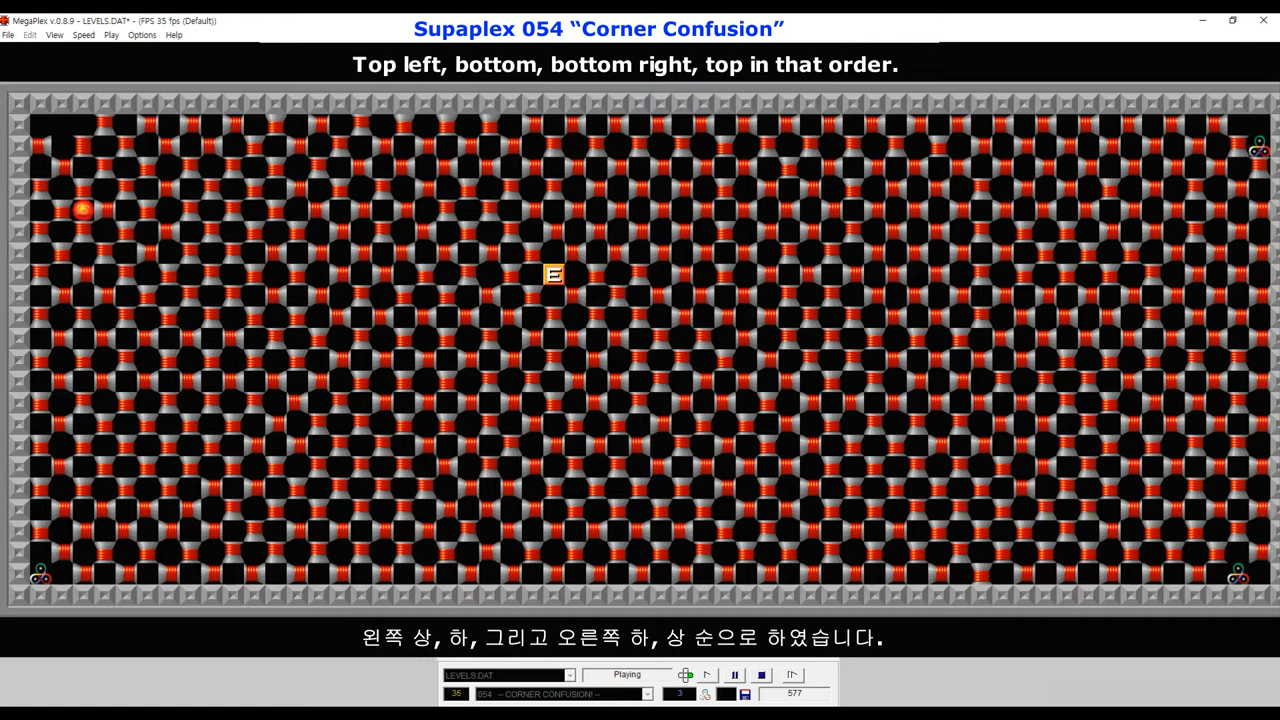 MegaPlex v.0.8.9 - LEVELS.DAT* - (FPS 35 fps (Default))
File Edit View Speed Play Options Help
Supaplex 054 “Corner Confusion”
Top left, bottom, bottom right, top in that order.
E
왼쪽 상, 하, 그리고 오른쪽 하, 상 순으로 하였습니다.
LEVELS.DAT Playing
36 054 -- CORNER CONFUSION! -- 3 577